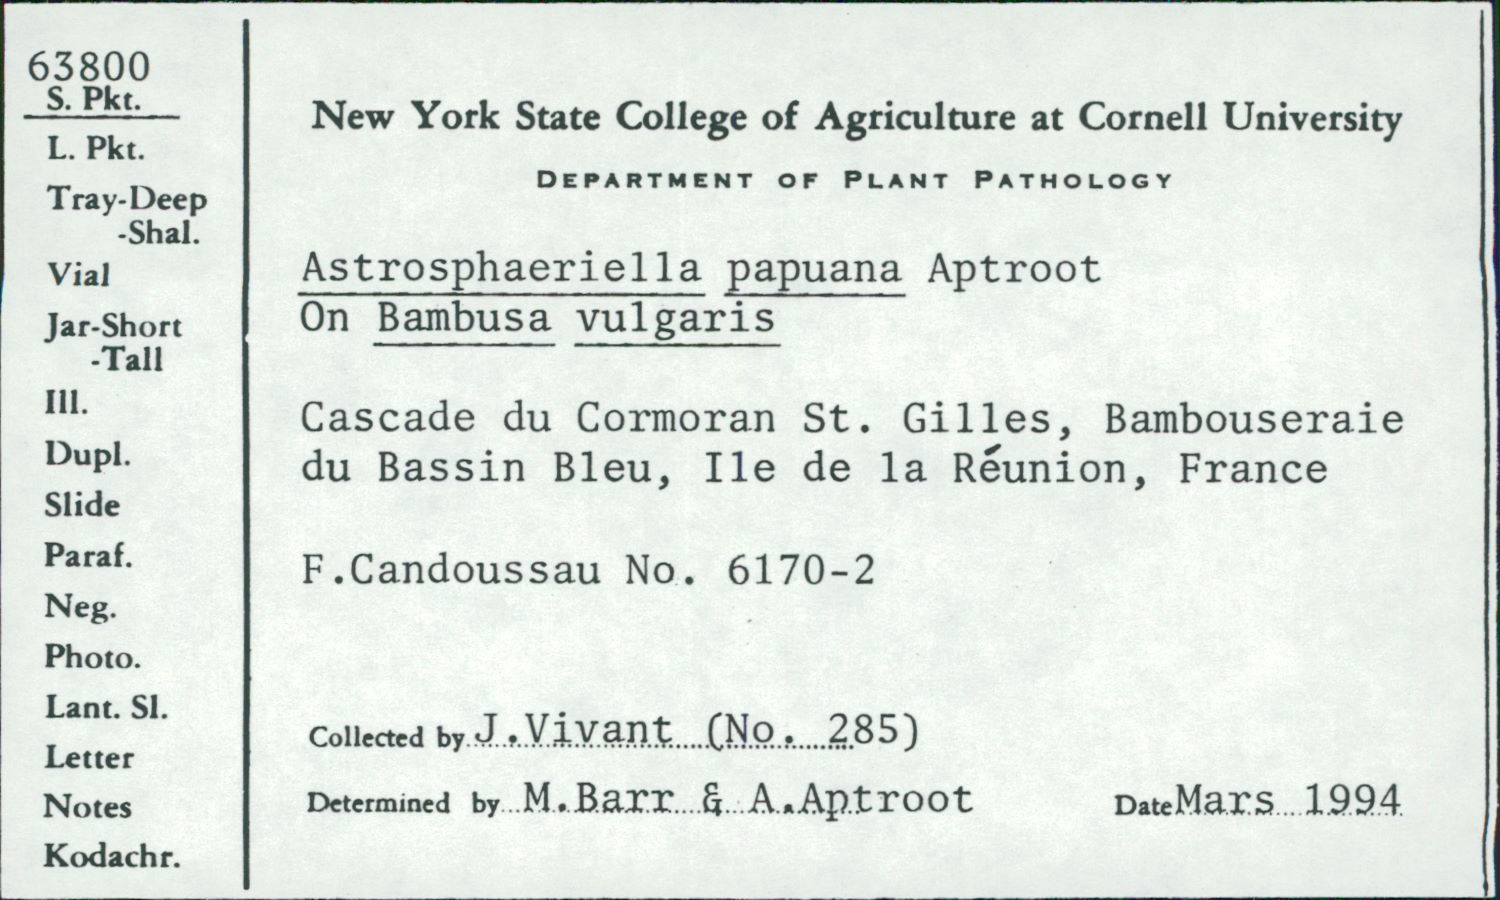 63800
S. Pkt.
L. Pkt.
Tray-Deep
-Shal.
Vial
Jar-Short
-Tall
Ill.
Dupl.
Slide
Paraf.
Neg.
Photo.
Lant. Sl.
Letter
Notes
Kodachr.
New York State College of Agriculture at Cornell University
DEPARTMENT OF PLANT PATHOLOGY
Astrosphaeriella papuana Aptroot
On Bambusa vulgaris
Cascade du Cormoran St. Gilles, Bambouseraie
du Bassin Bleu, Ile de la Réunion, France
F.Candoussau No. 6170-2
Collected by J.Vivant (No. 285)
Determined by M.Barr & A.Aptroot Date Mars 1994